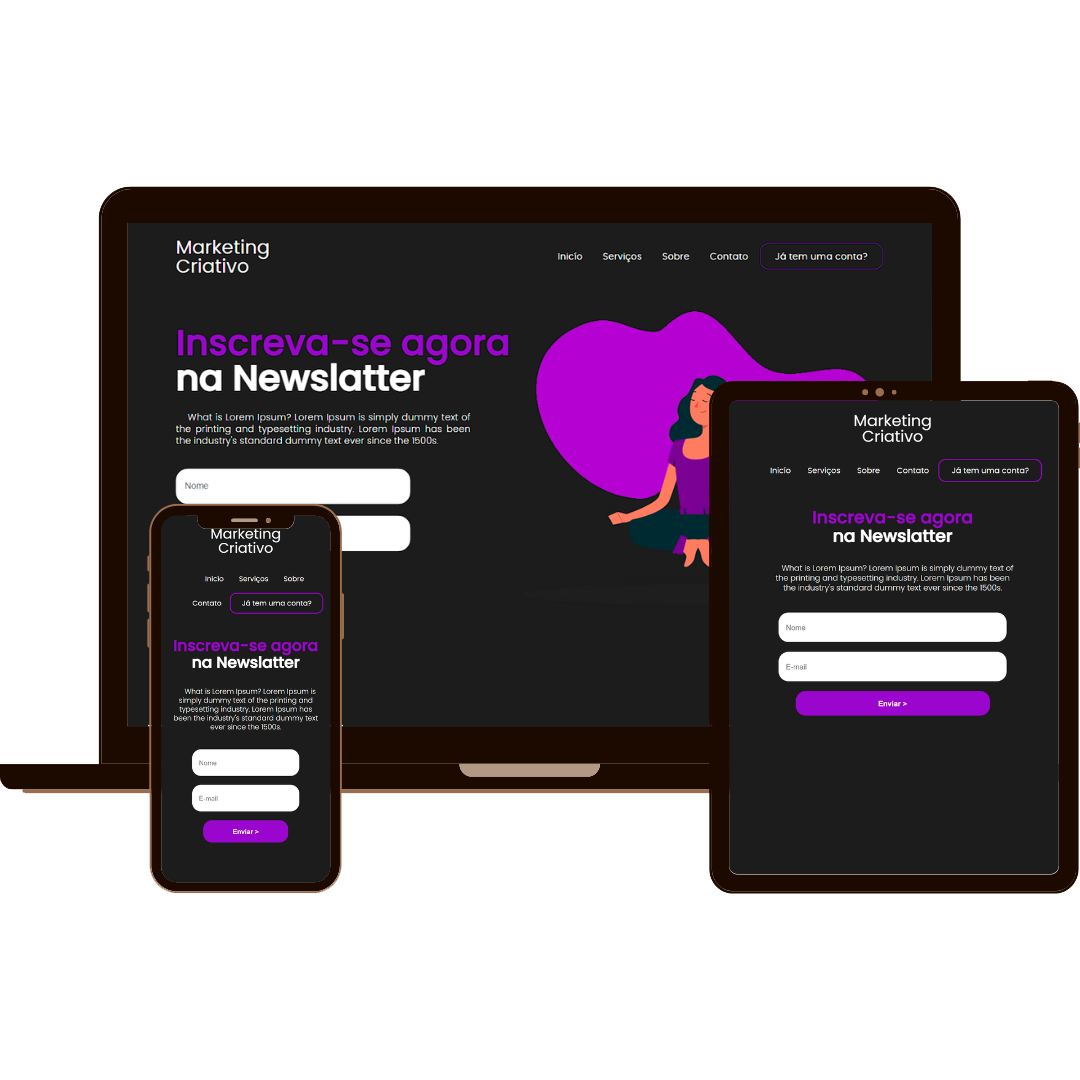 Marketing
Criativo
Início
Serviços
Sobre
Contato
Já tem uma conta?
Inscreva-se agora
na Newslatter
What is Lorem Ipsum? Lorem Ipsum is simply dummy text of
the printing and typesetting industry. Lorem Ipsum has been
the industry's standard dummy text ever since the 1500s.
Nome
Marketing
Criativo
Início Serviços Sobre
Contato Já tem uma conta?
Inscreva-se agora
na Newslatter
What is Lorem Ipsum? Lorem Ipsum is
simply dummy text of the printing and
typesetting industry. Lorem Ipsum has
been the industry's standard dummy text
ever since the 1500s.
Nome
E-mail
Enviar >
Marketing
Criativo
Início Serviços Sobre Contato Já tem uma conta?
Inscreva-se agora
na Newslatter
What is Lorem Ipsum? Lorem Ipsum is simply dummy text of
the printing and typesetting industry. Lorem Ipsum has been
the industry's standard dummy text ever since the 1500s.
Nome
E-mail
Enviar >